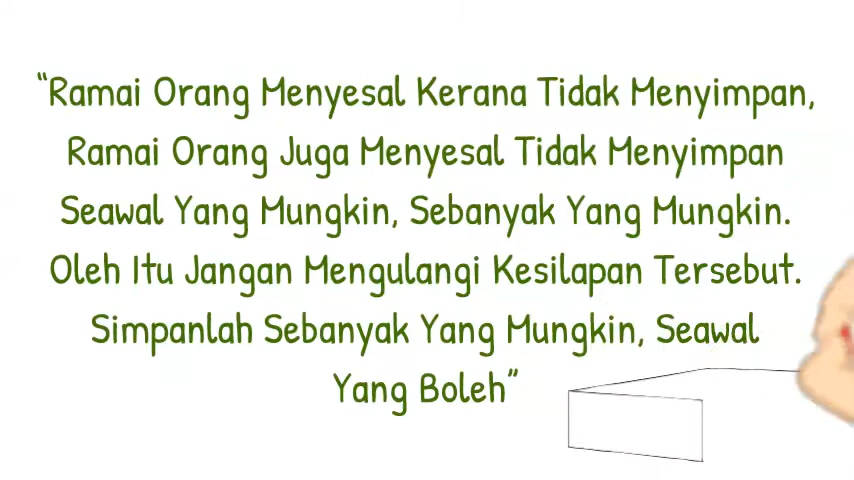 “Ramai Orang Menyesal Kerana Tidak Menyimpan,
Ramai Orang Juga Menyesal Tidak Menyimpan
Seawal Yang Mungkin, Sebanyak Yang Mungkin.
Oleh Itu Jangan Mengulangi Kesilapan Tersebut.
Simpanlah Sebanyak Yang Mungkin, Seawal
Yang Boleh”